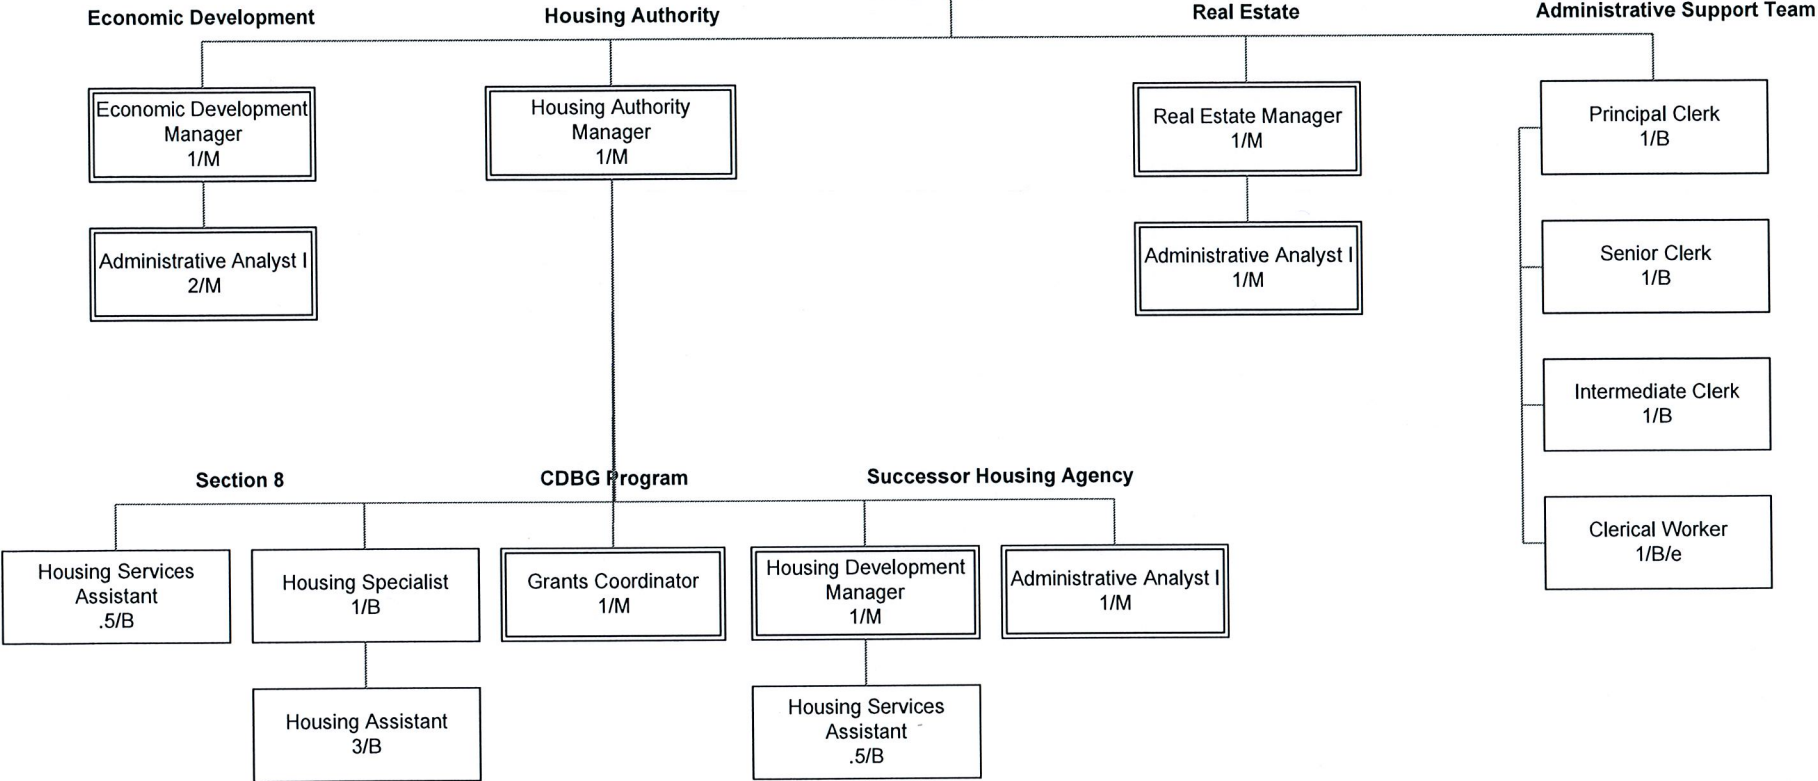 Economic Development
Housing Authority
Real Estate
Administrative Support Team
Economic Development
Manager
1/M
Housing Authority
Manager
1/M
Real Estate Manager
1/M
Principal Clerk
1/B
Administrative Analyst I
2/M
Administrative Analyst I
1/M
Senior Clerk
1/B
Intermediate Clerk
1/B
Clerical Worker
1/B/e
Section 8
CDBG Program
Successor Housing Agency
Housing Services
Assistant
.5/B
Housing Specialist
1/B
Grants Coordinator
1/M
Housing Development
Manager
1/M
Administrative Analyst I
1/M
Housing Assistant
3/B
Housing Services
Assistant
.5/B